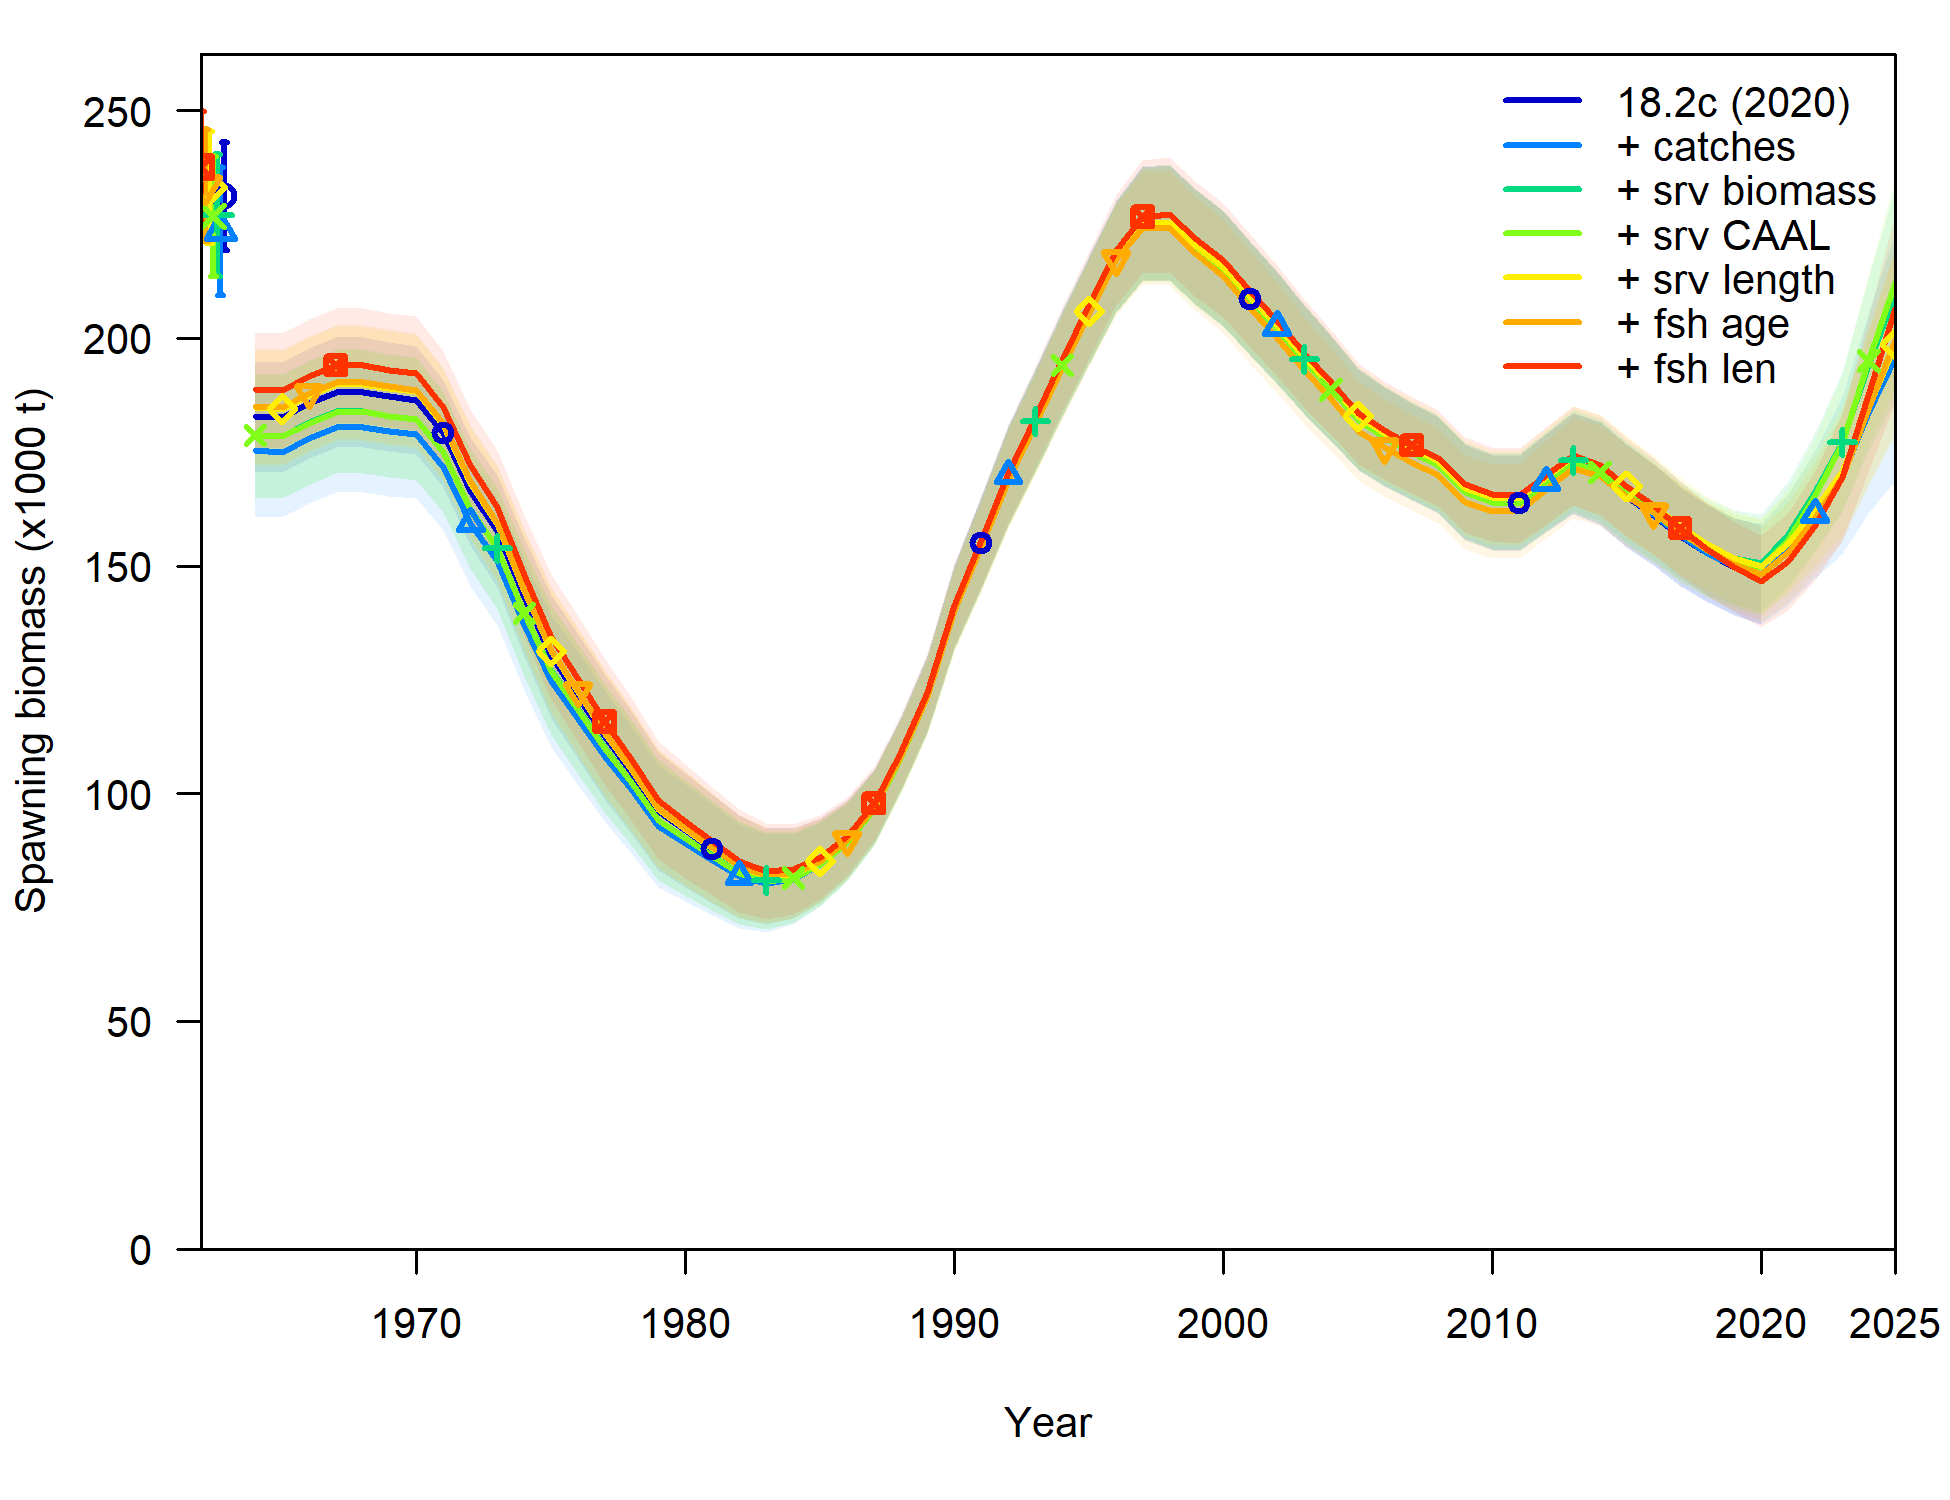 250
200
150
100
50
0
Spawning biomass (x1000 t)
18.2c (2020)
+ catches
+ srv biomass
+ srv CAAL
+ srv length
+ fsh age
+ fsh len
1970
1980
1990
2000
2010
2020
2025
Year